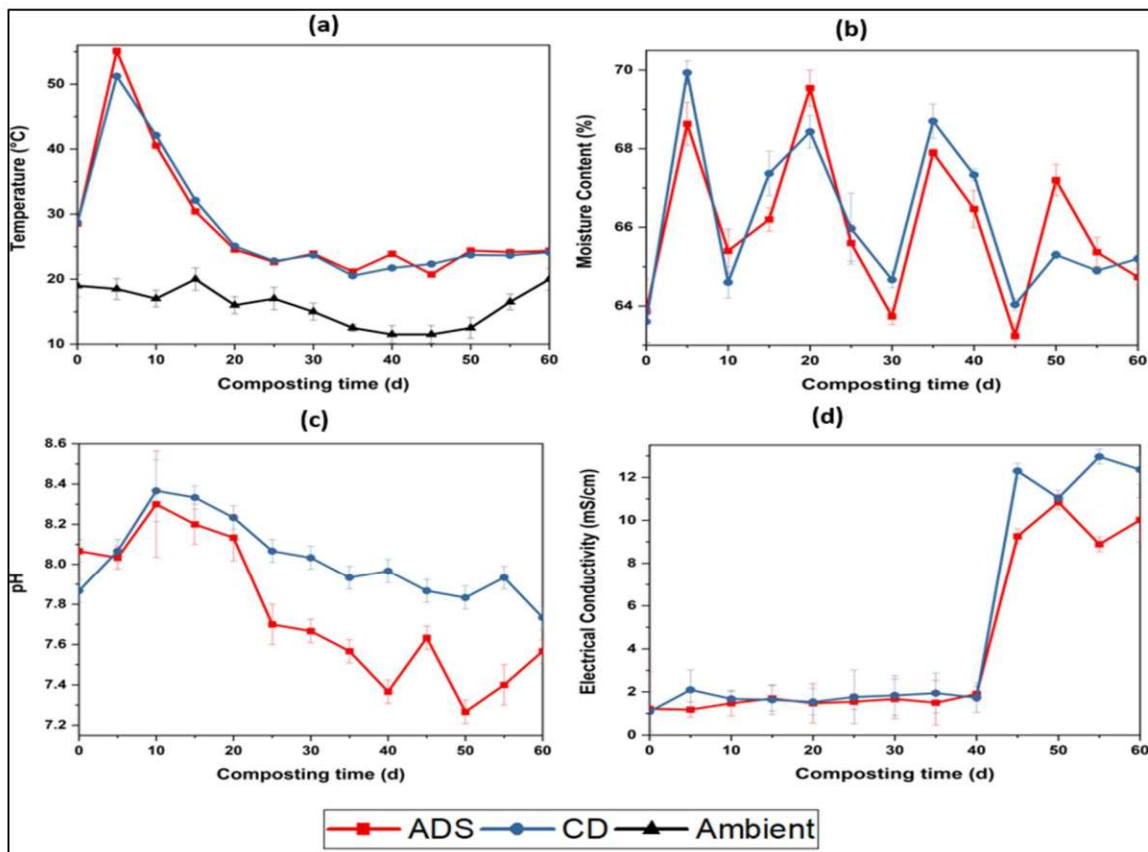 (a)
50
40
30
20
10
Temperature (°C)
0 10 20 30 40 50 60
Composting time (d)
(b)
70
68
66
64
Moisture Content (%)
0 10 20 30 40 50 60
Composting time (d)
(c)
8.6
8.4
8.2
8.0
7.8
7.6
7.4
7.2
pH
0 10 20 30 40 50 60
Composting time (d)
(d)
12
10
8
6
4
2
0
Electrical Conductivity (mS/cm)
0 10 20 30 40 50 60
Composting time (d)
ADS CD Ambient